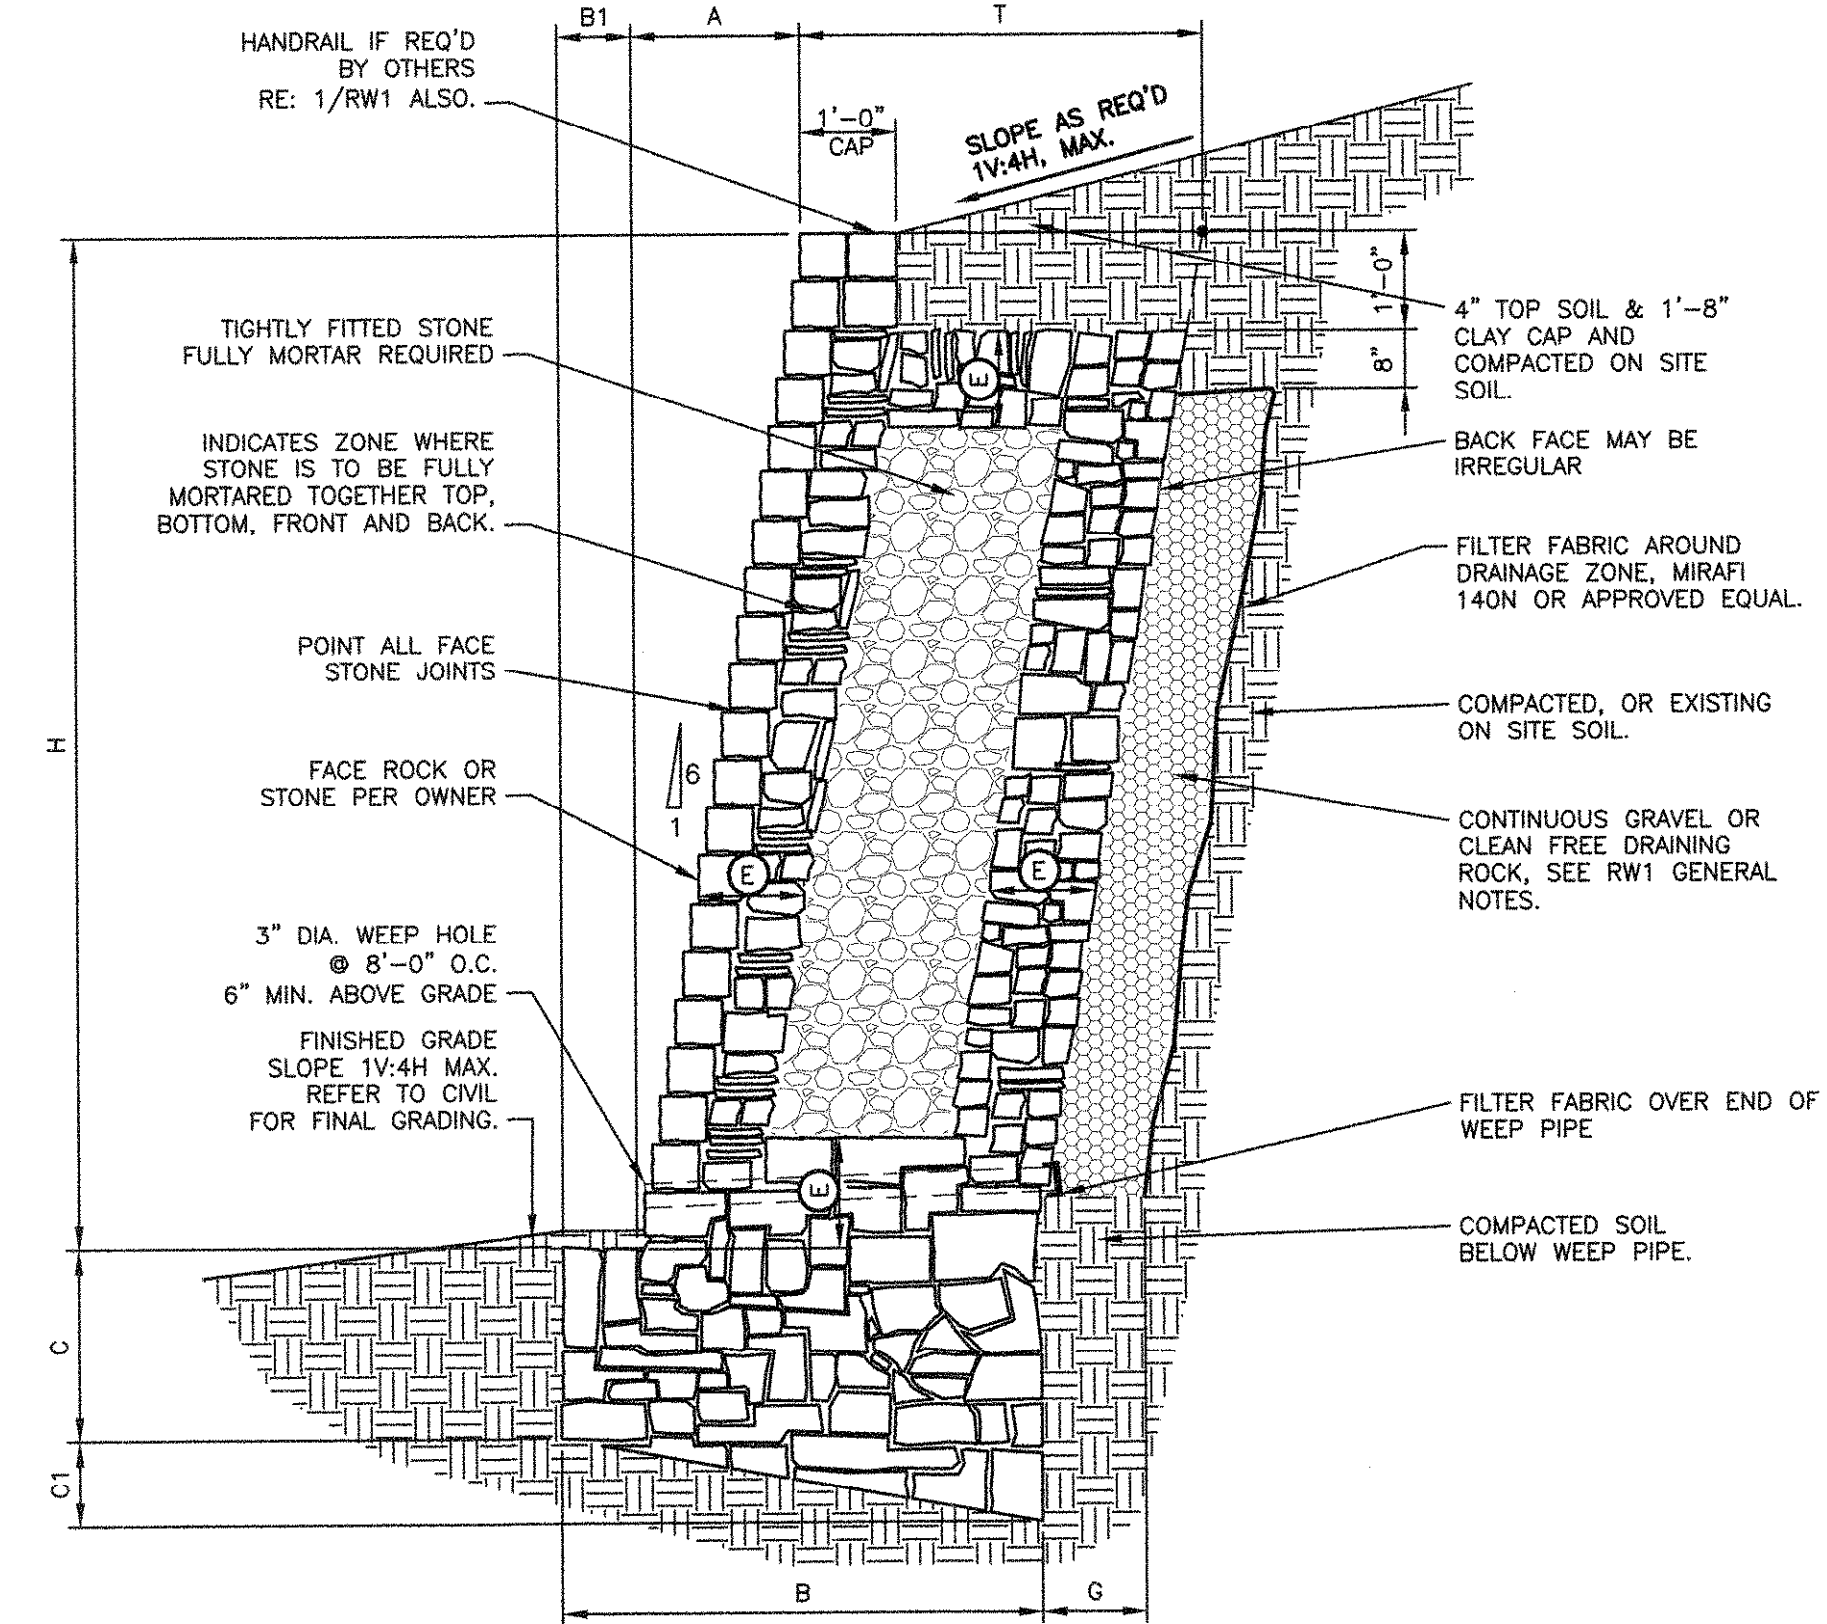 B1
A
T
HANDRAIL IF REQ'D
BY OTHERS
RE: 1/RW1 ALSO.
1'-0"
CAP
SLOPE AS REQ'D
1V:4H, MAX.
1'-0"
8"
4" TOP SOIL & 1'-8"
CLAY CAP AND
COMPACTED ON SITE
SOIL.
TIGHTLY FITTED STONE
FULLY MORTAR REQUIRED
E
INDICATES ZONE WHERE
STONE IS TO BE FULLY
MORTARED TOGETHER TOP,
BOTTOM, FRONT AND BACK.
BACK FACE MAY BE
IRREGULAR
FILTER FABRIC AROUND
DRAINAGE ZONE, MIRAFI
140N OR APPROVED EQUAL.
POINT ALL FACE
STONE JOINTS
COMPACTED, OR EXISTING
ON SITE SOIL.
H
6
1
FACE ROCK OR
STONE PER OWNER
E
E
CONTINUOUS GRAVEL OR
CLEAN FREE DRAINING
ROCK, SEE RW1 GENERAL
NOTES.
3" DIA. WEEP HOLE
@ 8'-0" O.C.
6" MIN. ABOVE GRADE
FINISHED GRADE
SLOPE 1V:4H MAX.
REFER TO CIVIL
FOR FINAL GRADING.
FILTER FABRIC OVER END OF
WEEP PIPE
E
COMPACTED SOIL
BELOW WEEP PIPE.
C
C1
B
G